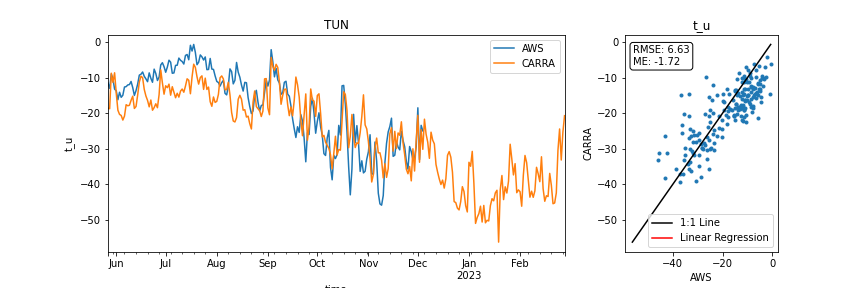 TUN
t_u
0
−10
−20
−30
−40
−50
Jun
Jul
Aug
Sep
Oct
Nov
Dec
Jan
2023
Feb
time
AWS
CARRA
t_u
CARRA
0
−10
−20
−30
−40
−50
−40
−20
0
AWS
RMSE: 6.63
ME: -1.72
1:1 Line
Linear Regression